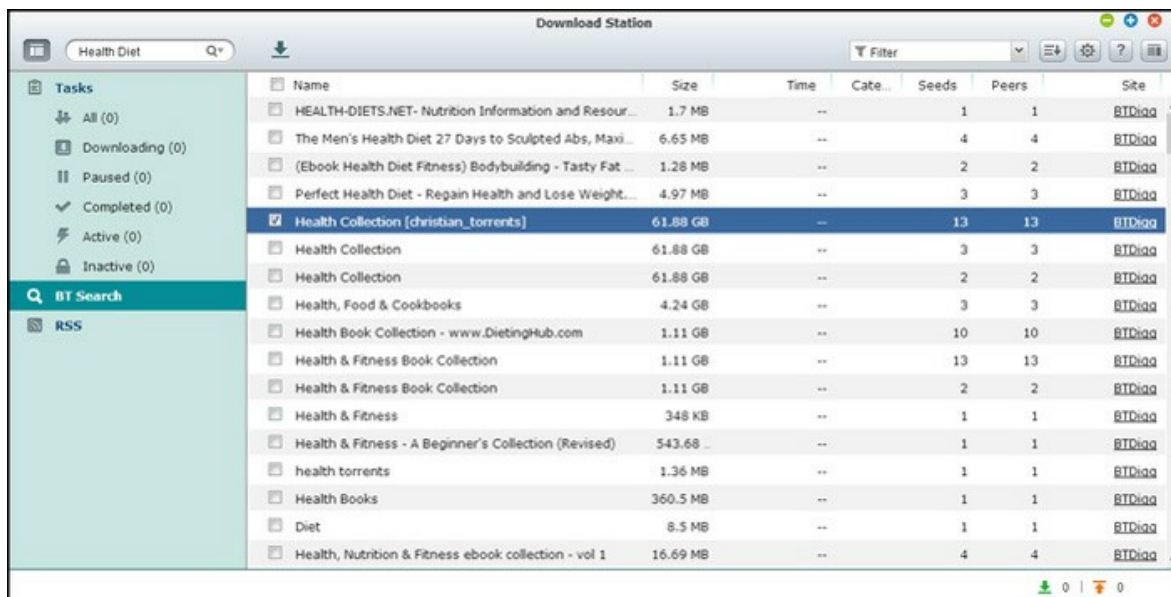 Download Station
Health Diet
Filter
?
Tasks
All (0)
Downloading (0)
Paused (0)
Completed (0)
Active (0)
Inactive (0)
BT Search
RSS
Name Size Time Cate... Seeds Peers Site
HEALTH-DIETS.NET- Nutrition Information and Resour... 1.7 MB -- 1 1 BTDigg
The Men's Health Diet 27 Days to Sculpted Abs, Maxi... 6.65 MB -- 4 4 BTDigg
(Ebook Health Diet Fitness) Bodybuilding - Tasty Fat ... 1.28 MB -- 2 2 BTDigg
Perfect Health Diet - Regain Health and Lose Weight.... 4.97 MB -- 3 3 BTDigg
Health Collection [christian_torrents] 61.88 GB -- 13 13 BTDigg
Health Collection 61.88 GB -- 3 3 BTDigg
Health Collection 61.88 GB -- 2 2 BTDigg
Health, Food & Cookbooks 4.24 GB -- 3 3 BTDigg
Health Book Collection - www.DietingHub.com 1.11 GB -- 10 10 BTDigg
Health & Fitness Book Collection 1.11 GB -- 13 13 BTDigg
Health & Fitness Book Collection 1.11 GB -- 2 2 BTDigg
Health & Fitness 348 KB -- 1 1 BTDigg
Health & Fitness - A Beginner's Collection (Revised) 543.68 .. -- 1 1 BTDigg
health torrents 1.36 MB -- 1 1 BTDigg
Health Books 360.5 MB -- 1 1 BTDigg
Diet 8.5 MB -- 1 1 BTDigg
Health, Nutrition & Fitness ebook collection - vol 1 16.69 MB -- 4 4 BTDigg
0 | 0